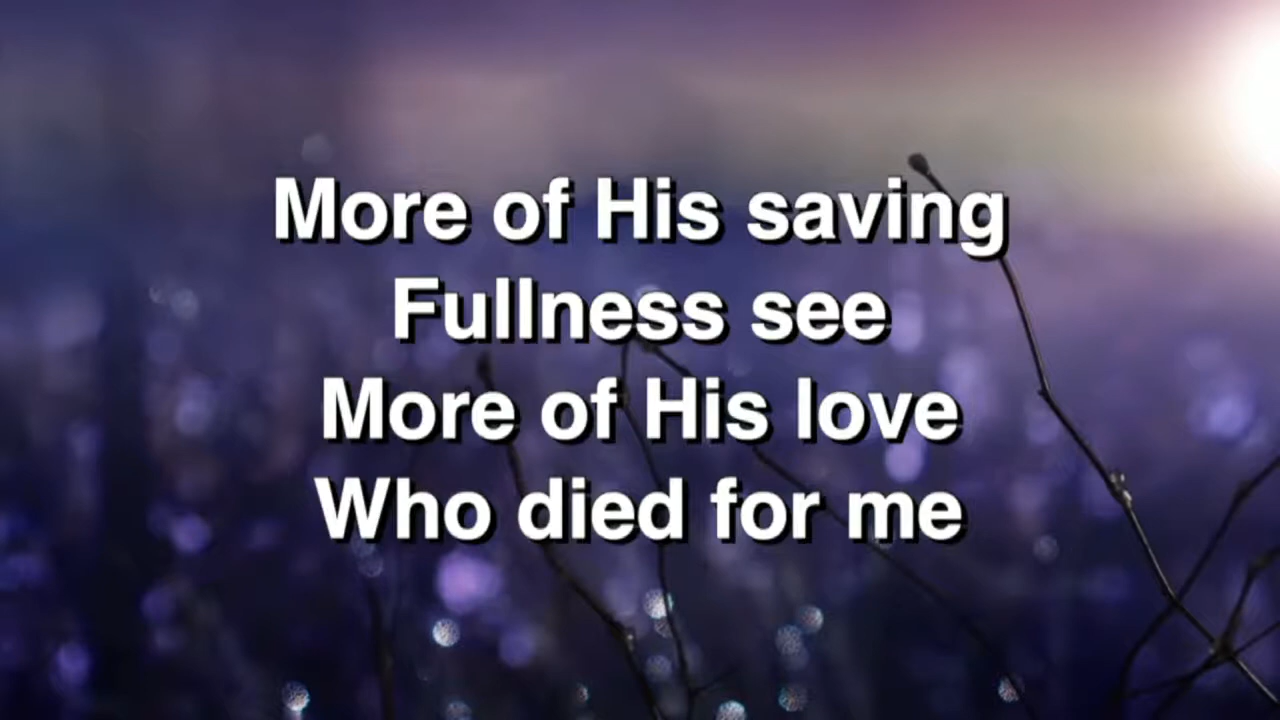 More of His saving
Fullness see
More of His love
Who died for me